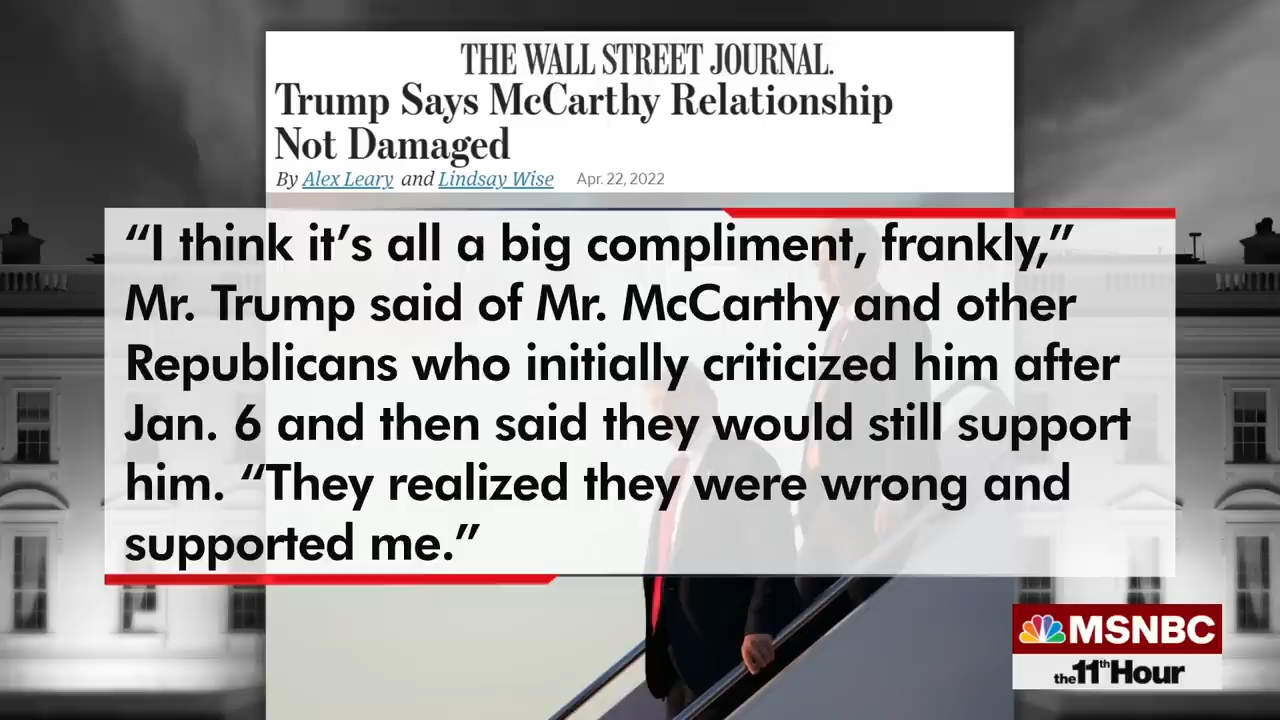 THE WALL STREET JOURNAL.
Trump Says McCarthy Relationship
Not Damaged
By Alex Leary and Lindsay Wise Apr. 22, 2022
“I think it’s all a big compliment, frankly,”
Mr. Trump said of Mr. McCarthy and other
Republicans who initially criticized him after
Jan. 6 and then said they would still support
him. “They realized they were wrong and
supported me.”
MSNBC
the 11th Hour